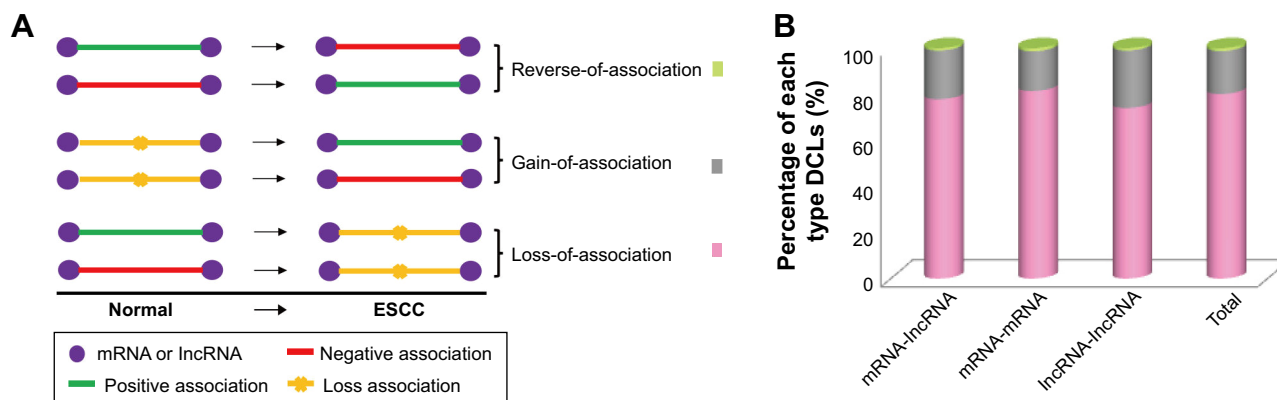 A
Reverse-of-association
Gain-of-association
Loss-of-association
Normal
ESCC
mRNA or lncRNA
Negative association
Positive association
Loss association
B
Percentage of each
type DCLs (%)
100
80
60
40
20
0
mRNA-lncRNA
mRNA-mRNA
lncRNA-lncRNA
Total